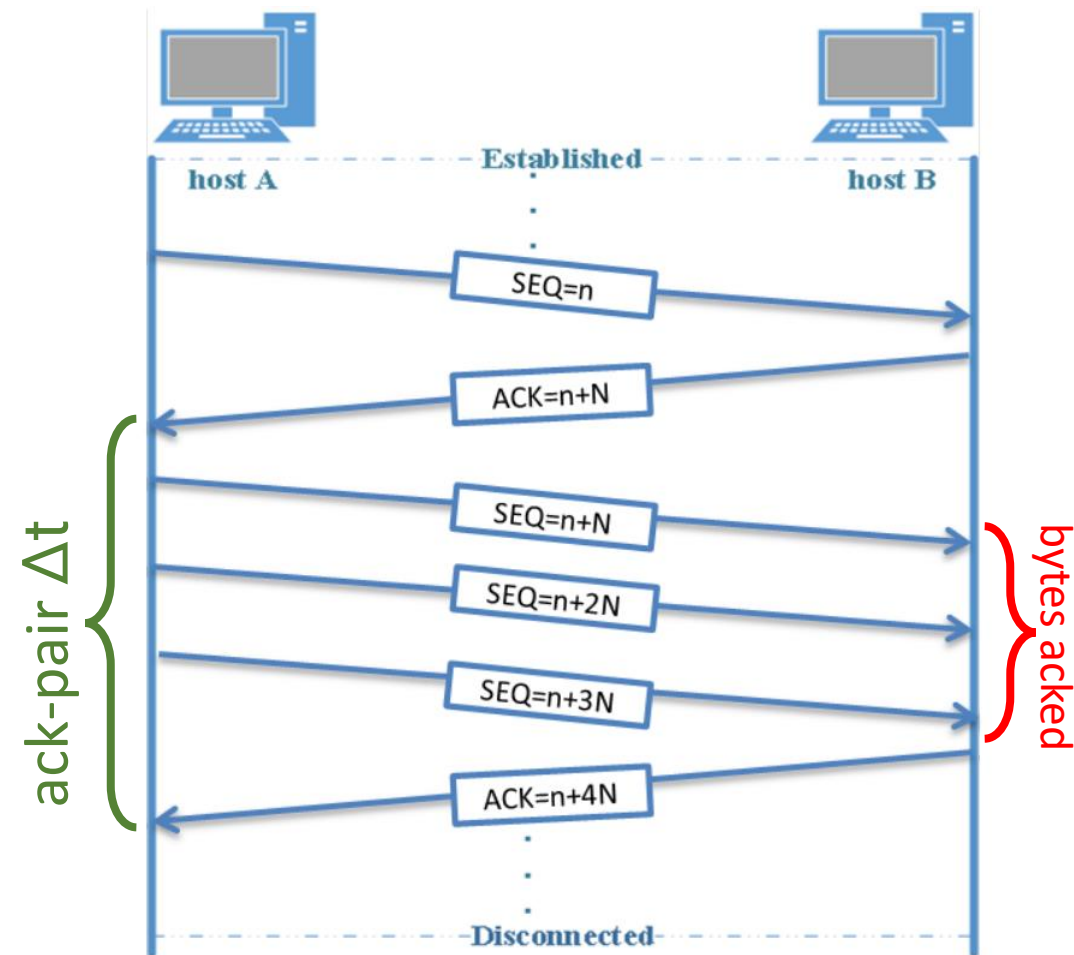 Established
host A
host B
SEQ=n
ACK=n+N
SEQ=n+N
SEQ=n+2N
SEQ=n+3N
ACK=n+4N
ack-pair Δt
bytes acked
Disconnected